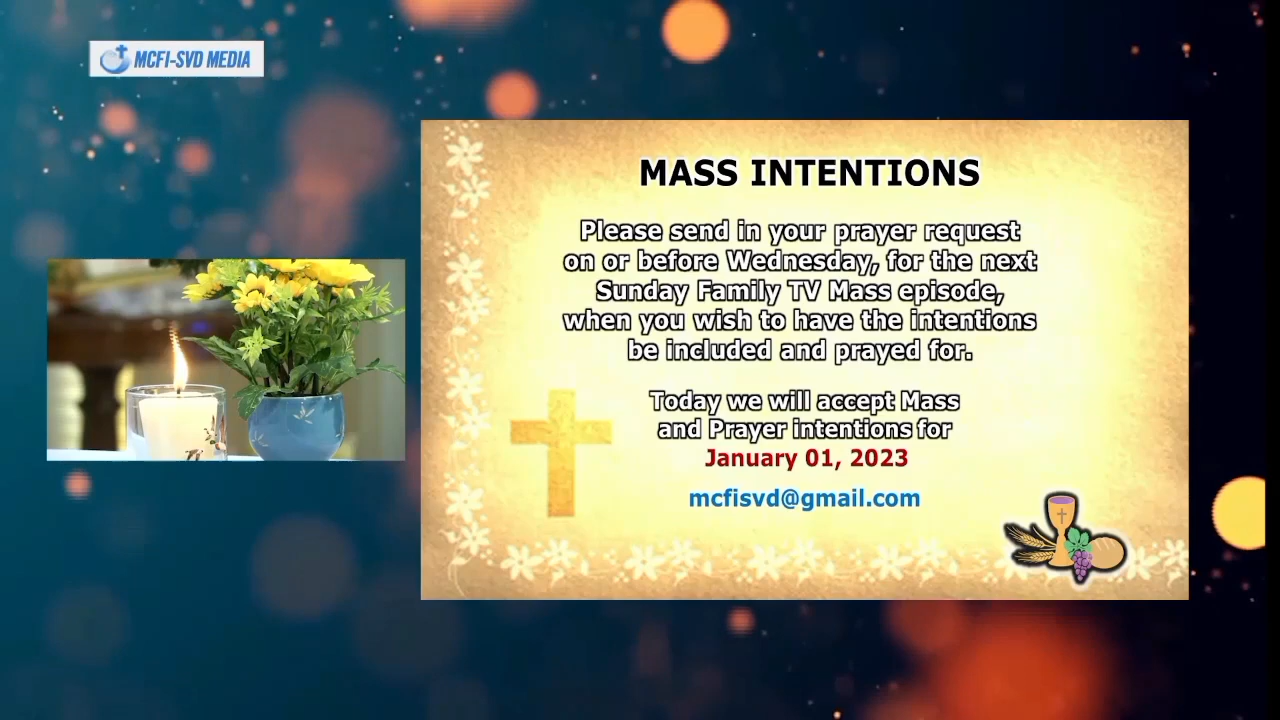 MCFI-SVD MEDIA
MASS INTENTIONS
Please send in your prayer request
on or before Wednesday, for the next
Sunday Family TV Mass episode,
when you wish to have the intentions
be included and prayed for.
Today we will accept Mass
and Prayer intentions for
January 01, 2023
mcfisvd@gmail.com